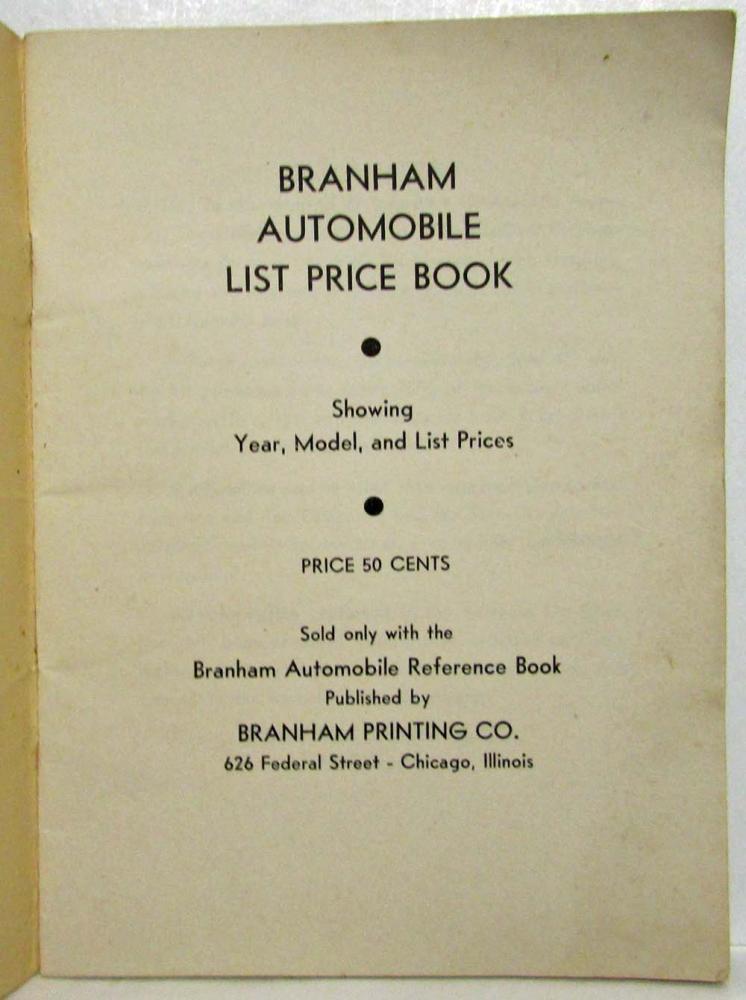 BRANHAM
AUTOMOBILE
LIST PRICE BOOK
Showing
Year, Model, and List Prices
PRICE 50 CENTS
Sold only with the
Branham Automobile Reference Book
Published by
BRANHAM PRINTING CO.
626 Federal Street - Chicago, Illinois